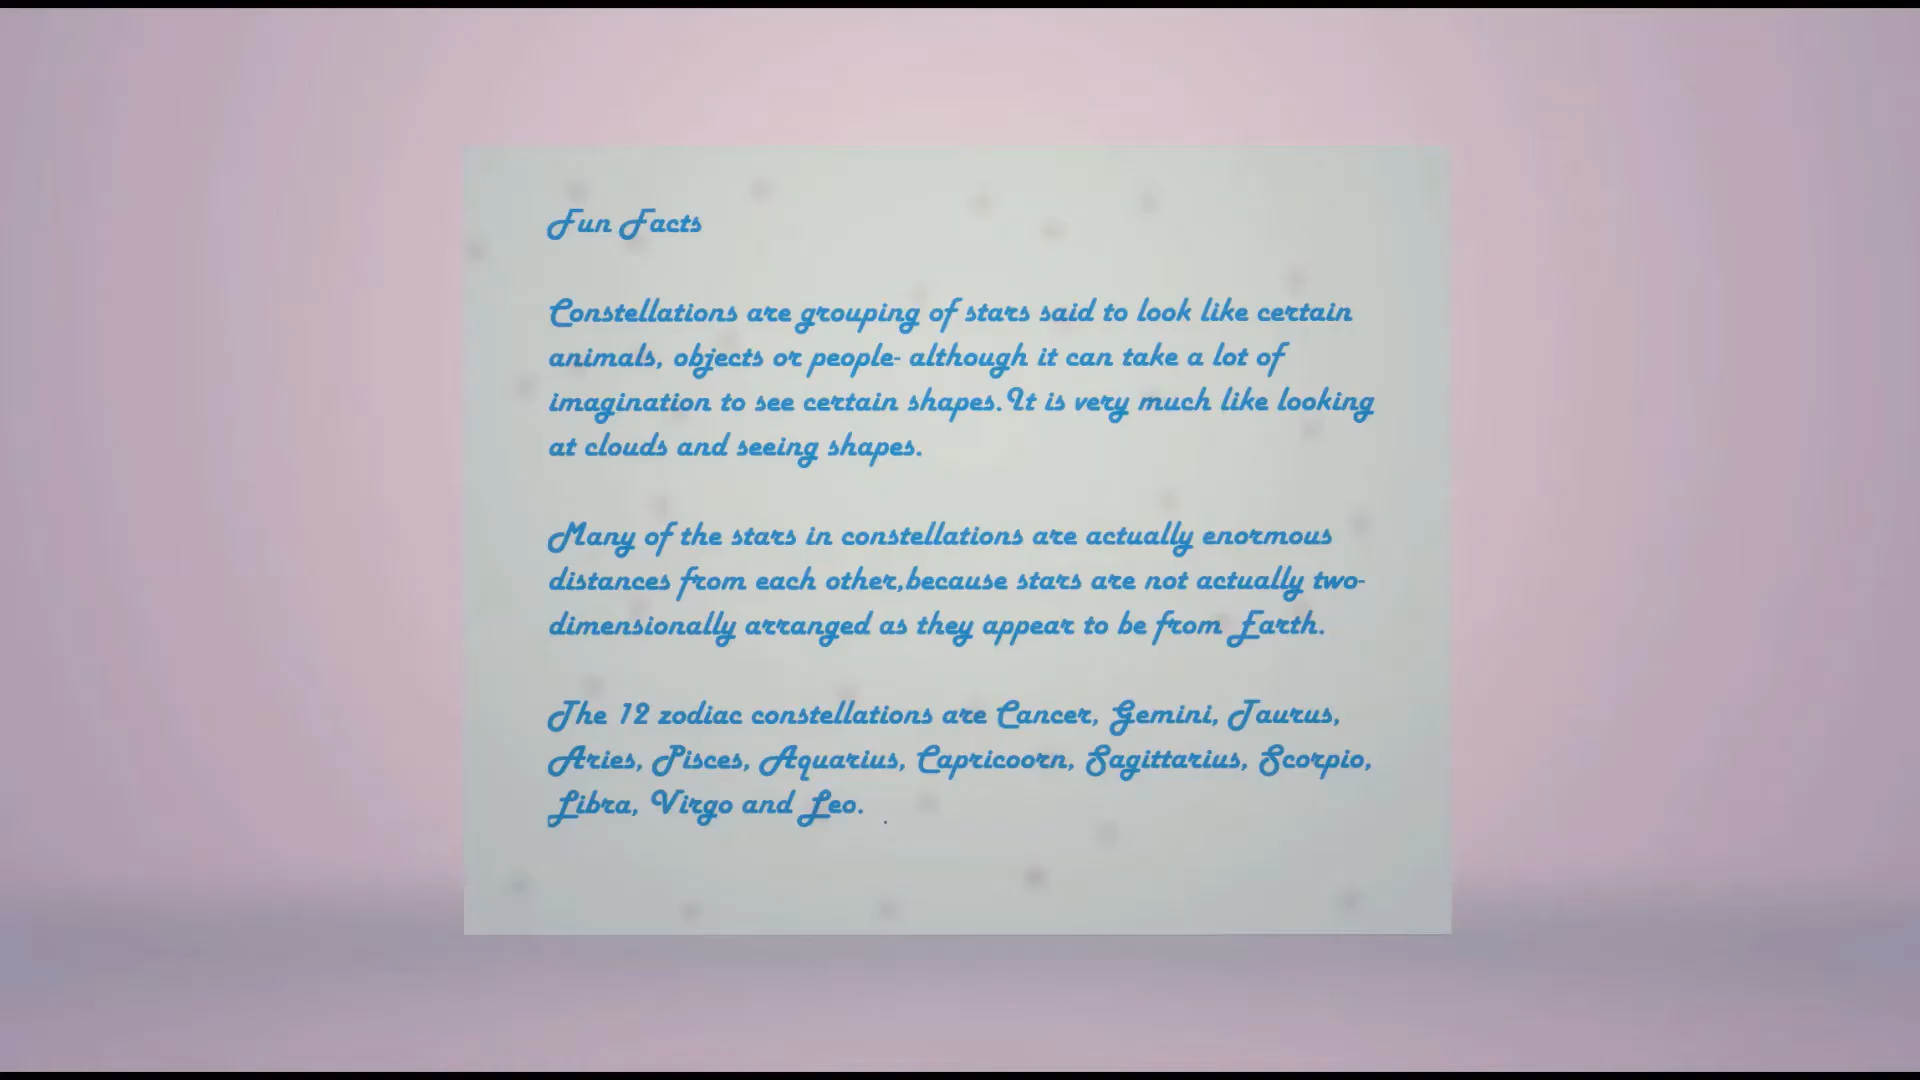 Fun Facts
Constellations are grouping of stars said to look like certain
animals, objects or people- although it can take a lot of
imagination to see certain shapes.It is very much like looking
at clouds and seeing shapes.
Many of the stars in constellations are actually enormous
distances from each other,because stars are not actually two-
dimensionally arranged as they appear to be from Earth.
The 12 zodiac constellations are Cancer, Gemini, Taurus,
Aries, Pisces, Aquarius, Capricoorn, Sagittarius, Scorpio,
Libra, Virgo and Leo.